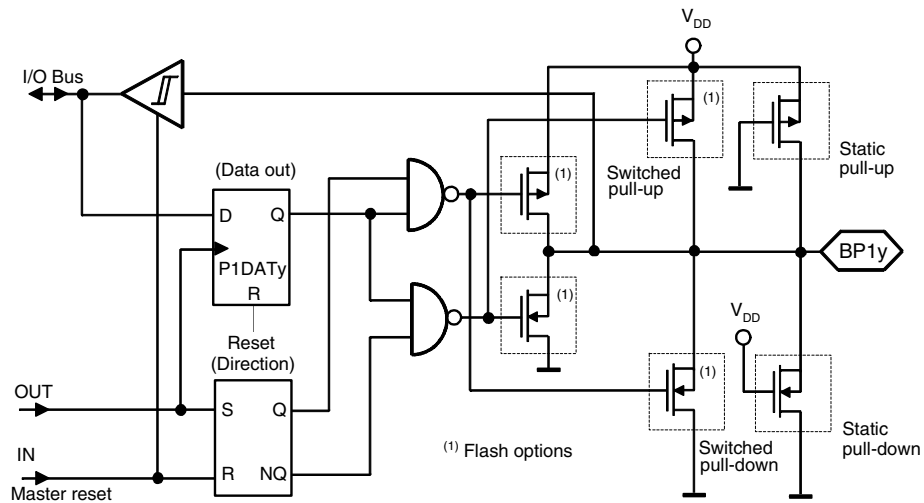 V_DD
I/O Bus
(1)
(Data out)
(1)
Switched
pull-up
Static
pull-up
D
Q
P1DATy
R
BP1y
(1)
Reset
(Direction)
V_DD
OUT
S
Q
(1)
(1) Flash options
IN
R
NQ
Switched
pull-down
Static
pull-down
Master reset